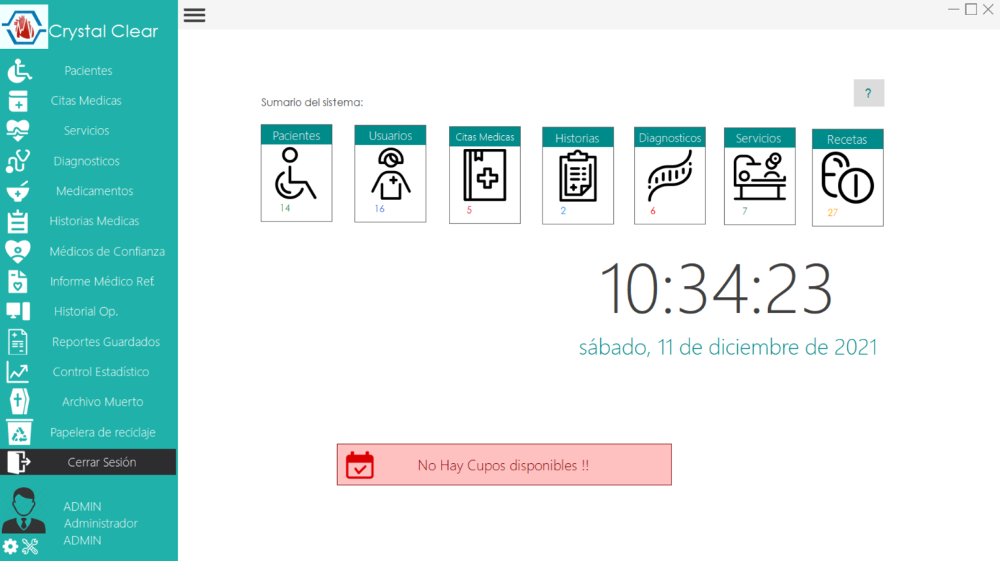 Crystal Clear
Pacientes
Citas Medicas
Servicios
Diagnosticos
Medicamentos
Historias Medicas
Médicos de Confianza
Informe Médico Ref
Historial Op.
Reportes Guardados
Control Estadístico
Archivo Muerto
Papelera de reciclaje
Cerrar Sesión
ADMIN
Administrador
ADMIN
?
Sumario del sistema:
Pacientes
14
Usuarios
16
Citas Medicas
5
Historias
2
Diagnosticos
6
Servicios
7
Recetas
27
10:34:23
sábado, 11 de diciembre de 2021
No Hay Cupos disponibles !!